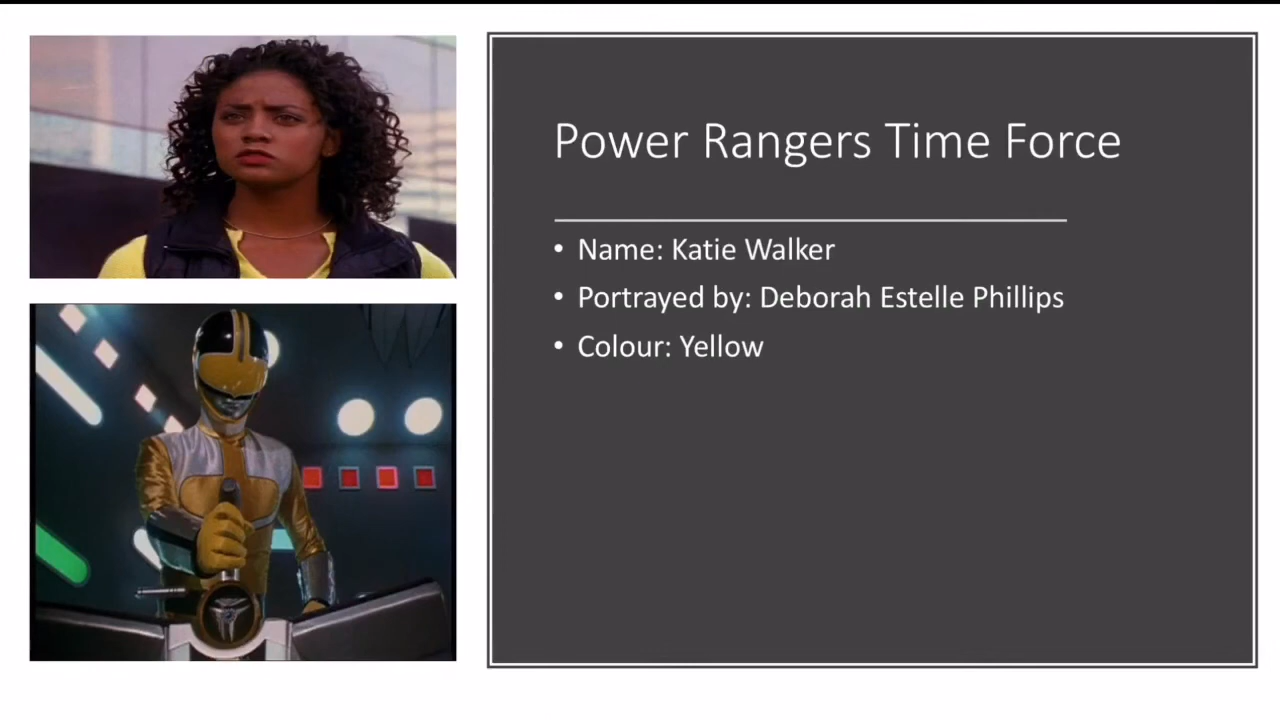 Power Rangers Time Force
• Name: Katie Walker
• Portrayed by: Deborah Estelle Phillips
• Colour: Yellow